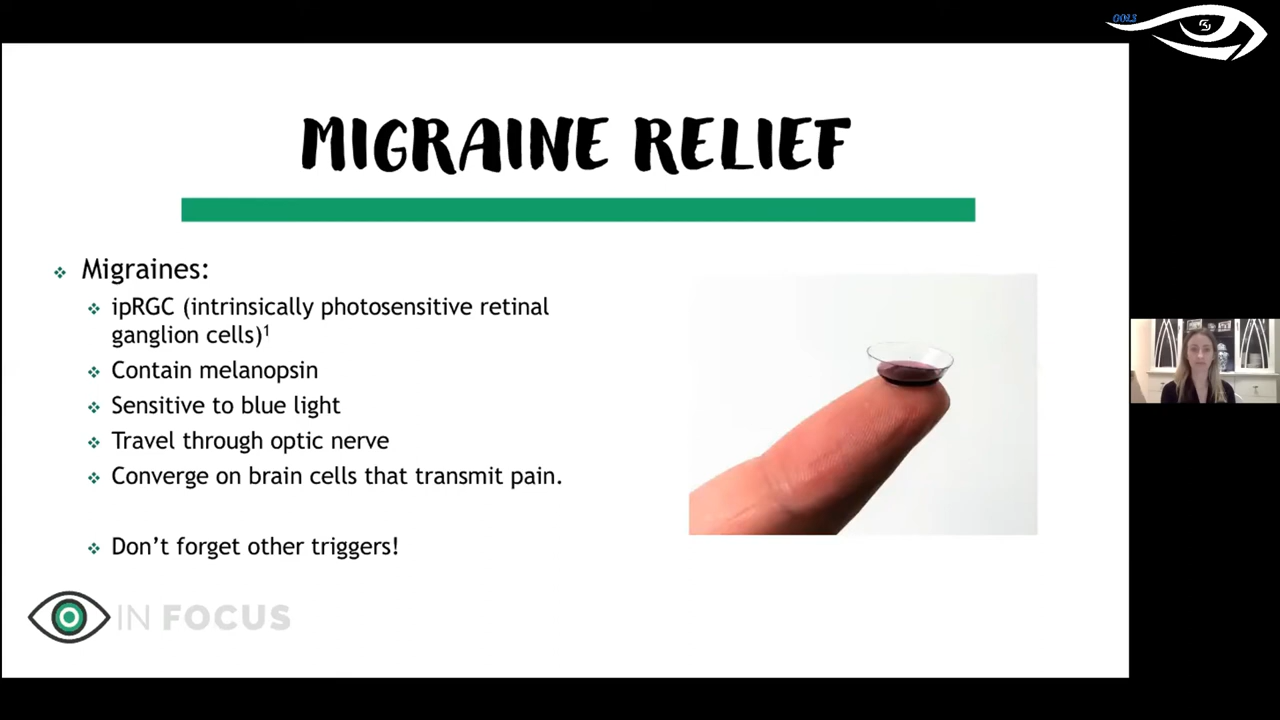 GOLS
MIGRAINE RELIEF
❖ Migraines:
❖ ipRGC (intrinsically photosensitive retinal
ganglion cells)¹
❖ Contain melanopsin
❖ Sensitive to blue light
❖ Travel through optic nerve
❖ Converge on brain cells that transmit pain.
❖ Don't forget other triggers!
IN FOCUS